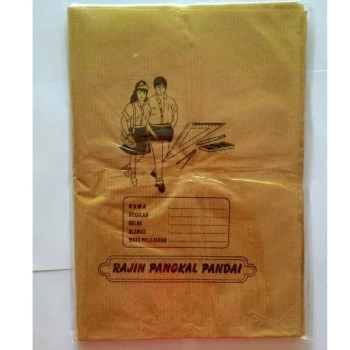 NAMA
SEKOLAH
KELAS
ALAMAT
MATA PELAJARAN
RAJIN PANGKAL PANDAI